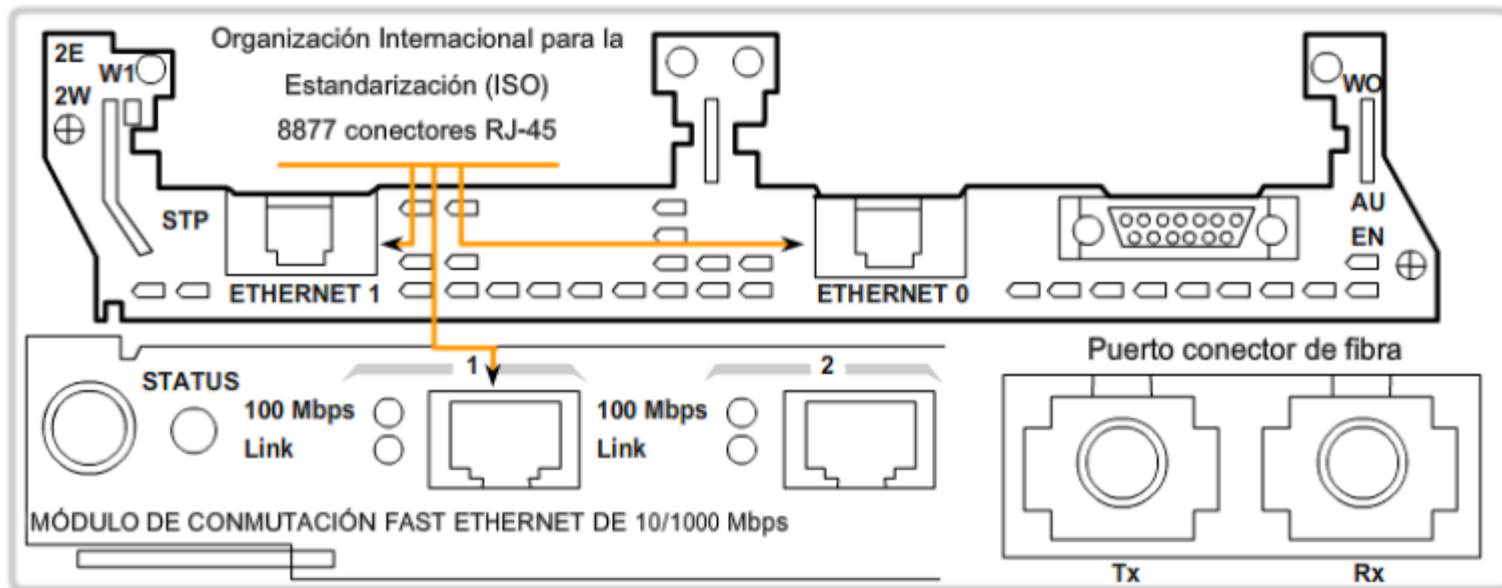 Organización Internacional para la
Estandarización (ISO)
8877 conectores RJ-45
2E
W1
2W
WO
STP
AU
EN
ETHERNET 1
ETHERNET 0
1
2
Puerto conector de fibra
STATUS
100 Mbps
Link
100 Mbps
Link
MÓDULO DE CONMUTACIÓN FAST ETHERNET DE 10/1000 Mbps
Tx
Rx